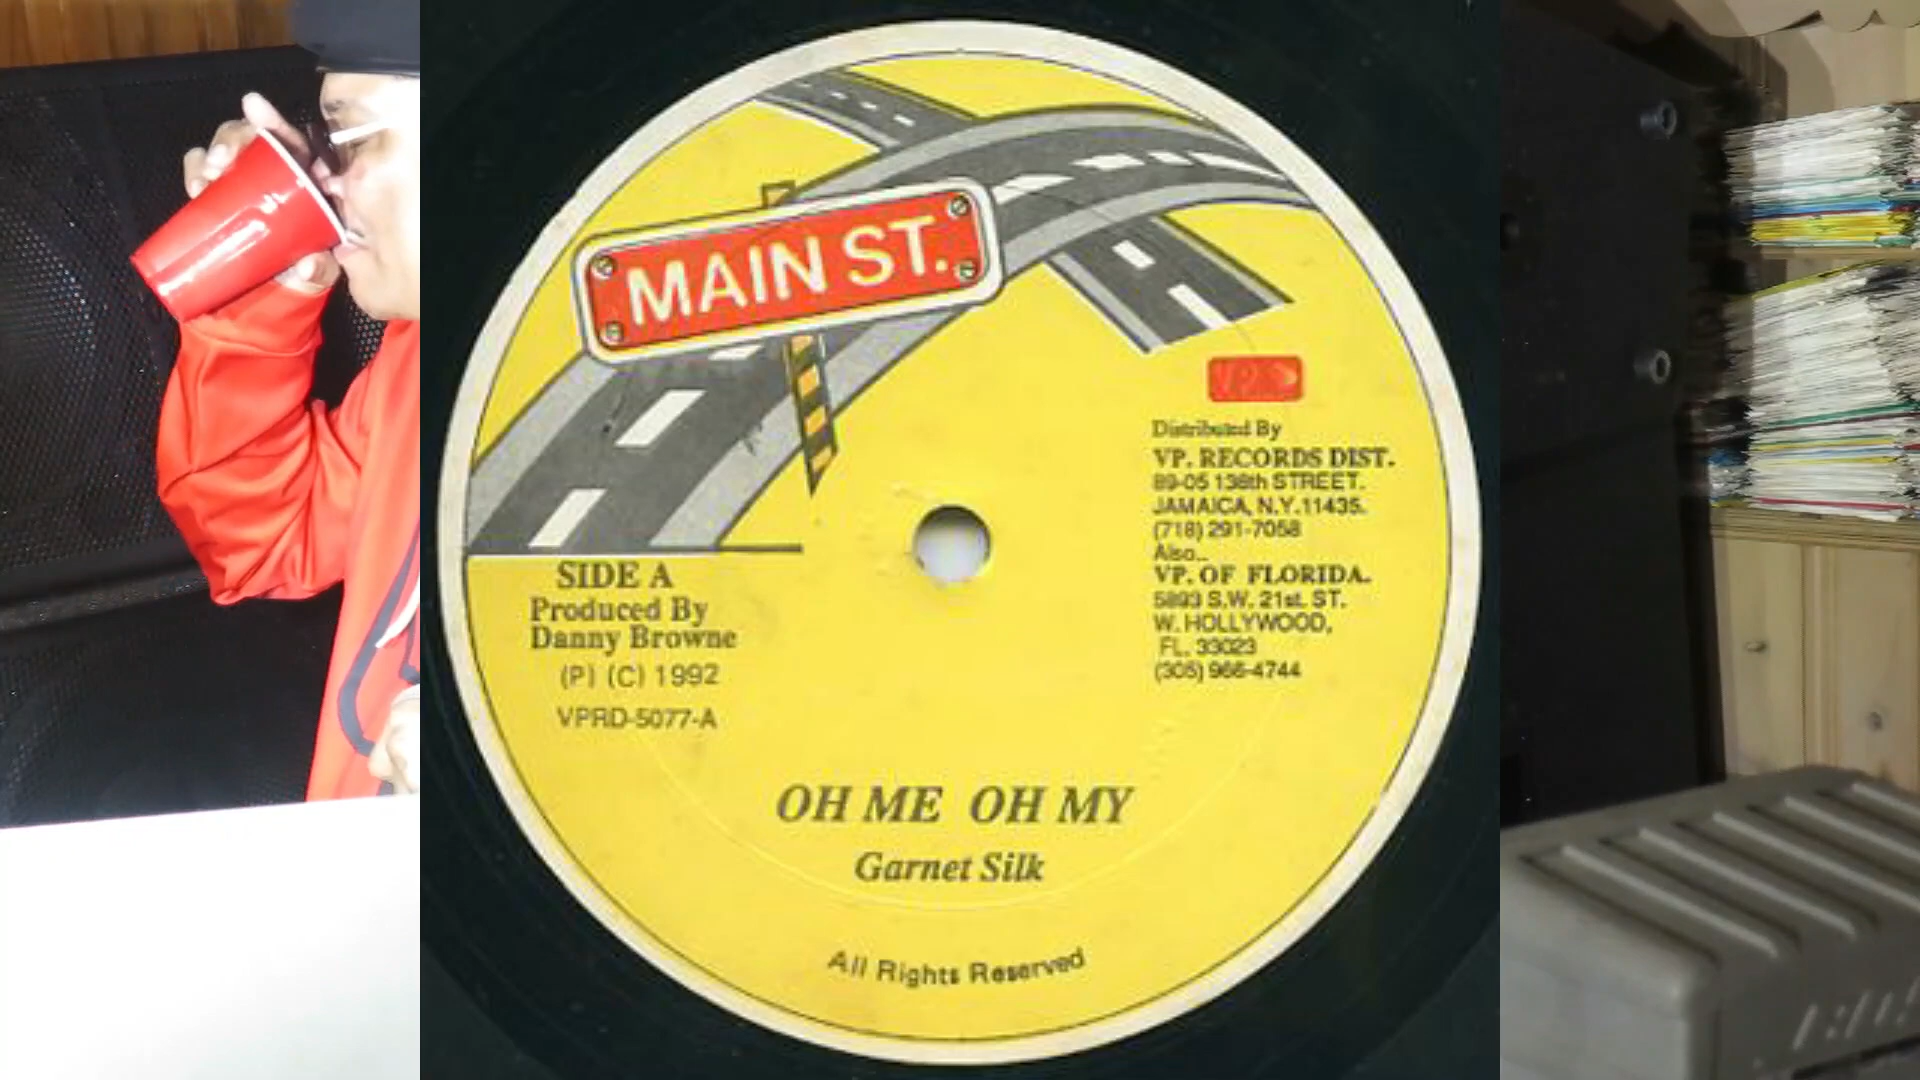 MAIN ST.
SIDE A
Produced By
Danny Browne
(P) (C) 1992
VPRD-5077-A
Distributed By
VP. RECORDS DIST.
89-05 138th STREET.
JAMAICA, N.Y.11435.
(718) 291-7058
Also..
VP. OF FLORIDA.
5893 S.W. 21st. ST.
W. HOLLYWOOD,
FL. 33023
(305) 966-4744
OH ME OH MY
Garnet Silk
All Rights Reserved